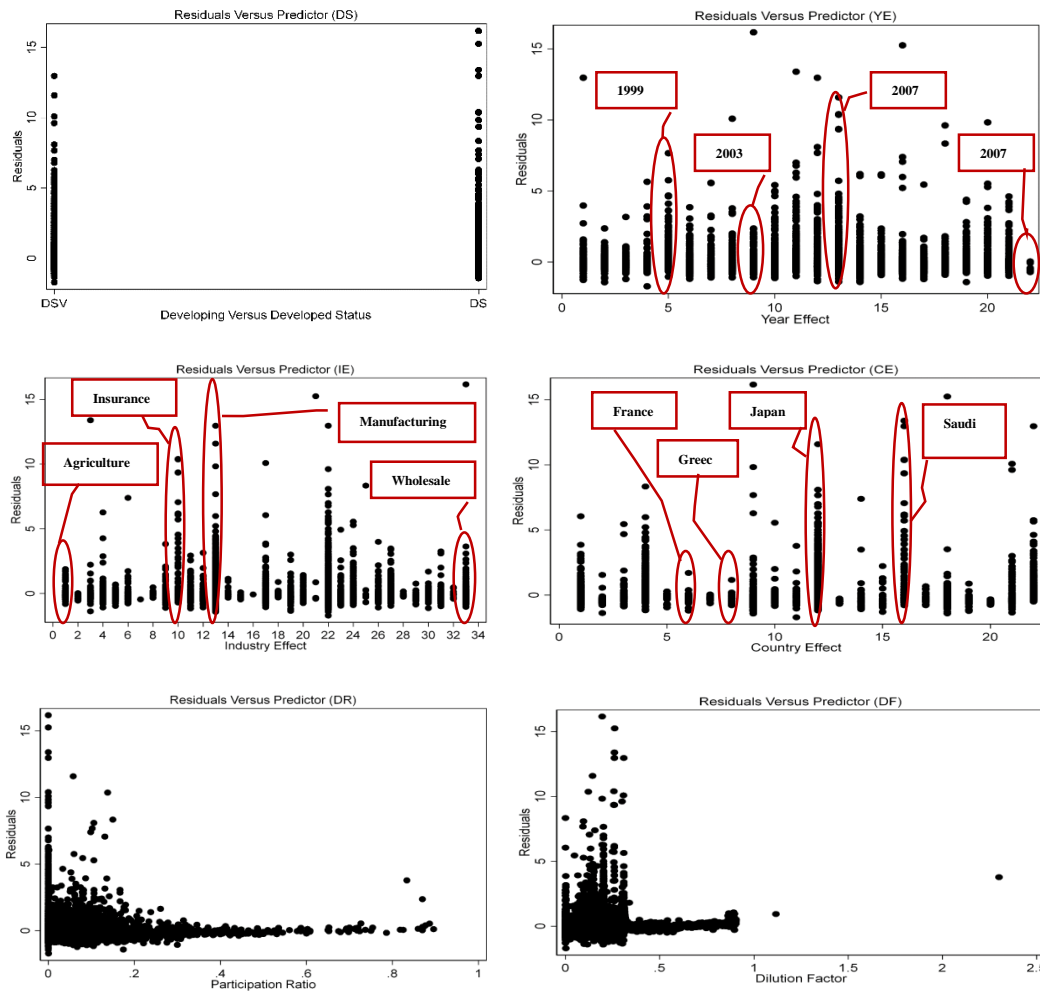 Residuals Versus Predictor (DS)
Residuals
15
10
5
0
DSV
DS
Developing Versus Developed Status
Residuals Versus Predictor (YE)
Residuals
15
10
5
0
1999
2003
2007
2007
0
5
10
15
20
Year Effect
Residuals Versus Predictor (IE)
Residuals
15
10
5
0
Insurance
Manufacturing
Agriculture
Wholesale
0 2 4 6 8 10 12 14 16 18 20 22 24 26 28 30 32 34
Industry Effect
Residuals Versus Predictor (CE)
Residuals
15
10
5
0
France
Japan
Saudi
Greec
0
5
10
15
20
Country Effect
Residuals Versus Predictor (DR)
Residuals
15
10
5
0
0 .2 .4 .6 .8 1
Participation Ratio
Residuals Versus Predictor (DF)
Residuals
15
10
5
0
0 .5 1 1.5 2 2.5
Dilution Factor